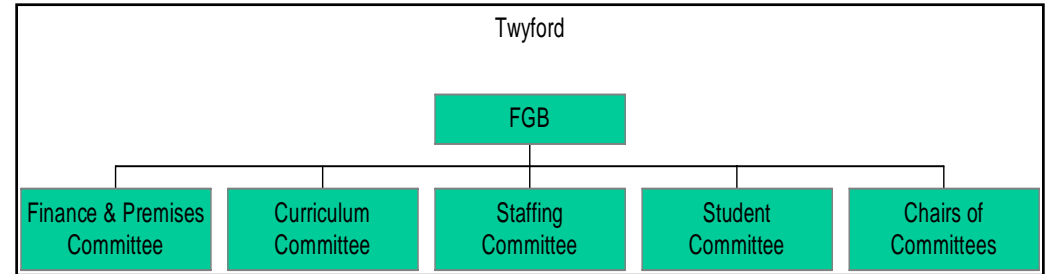 Twyford
FGB
Finance & Premises
Committee
Curriculum
Committee
Staffing
Committee
Student
Committee
Chairs of
Committees